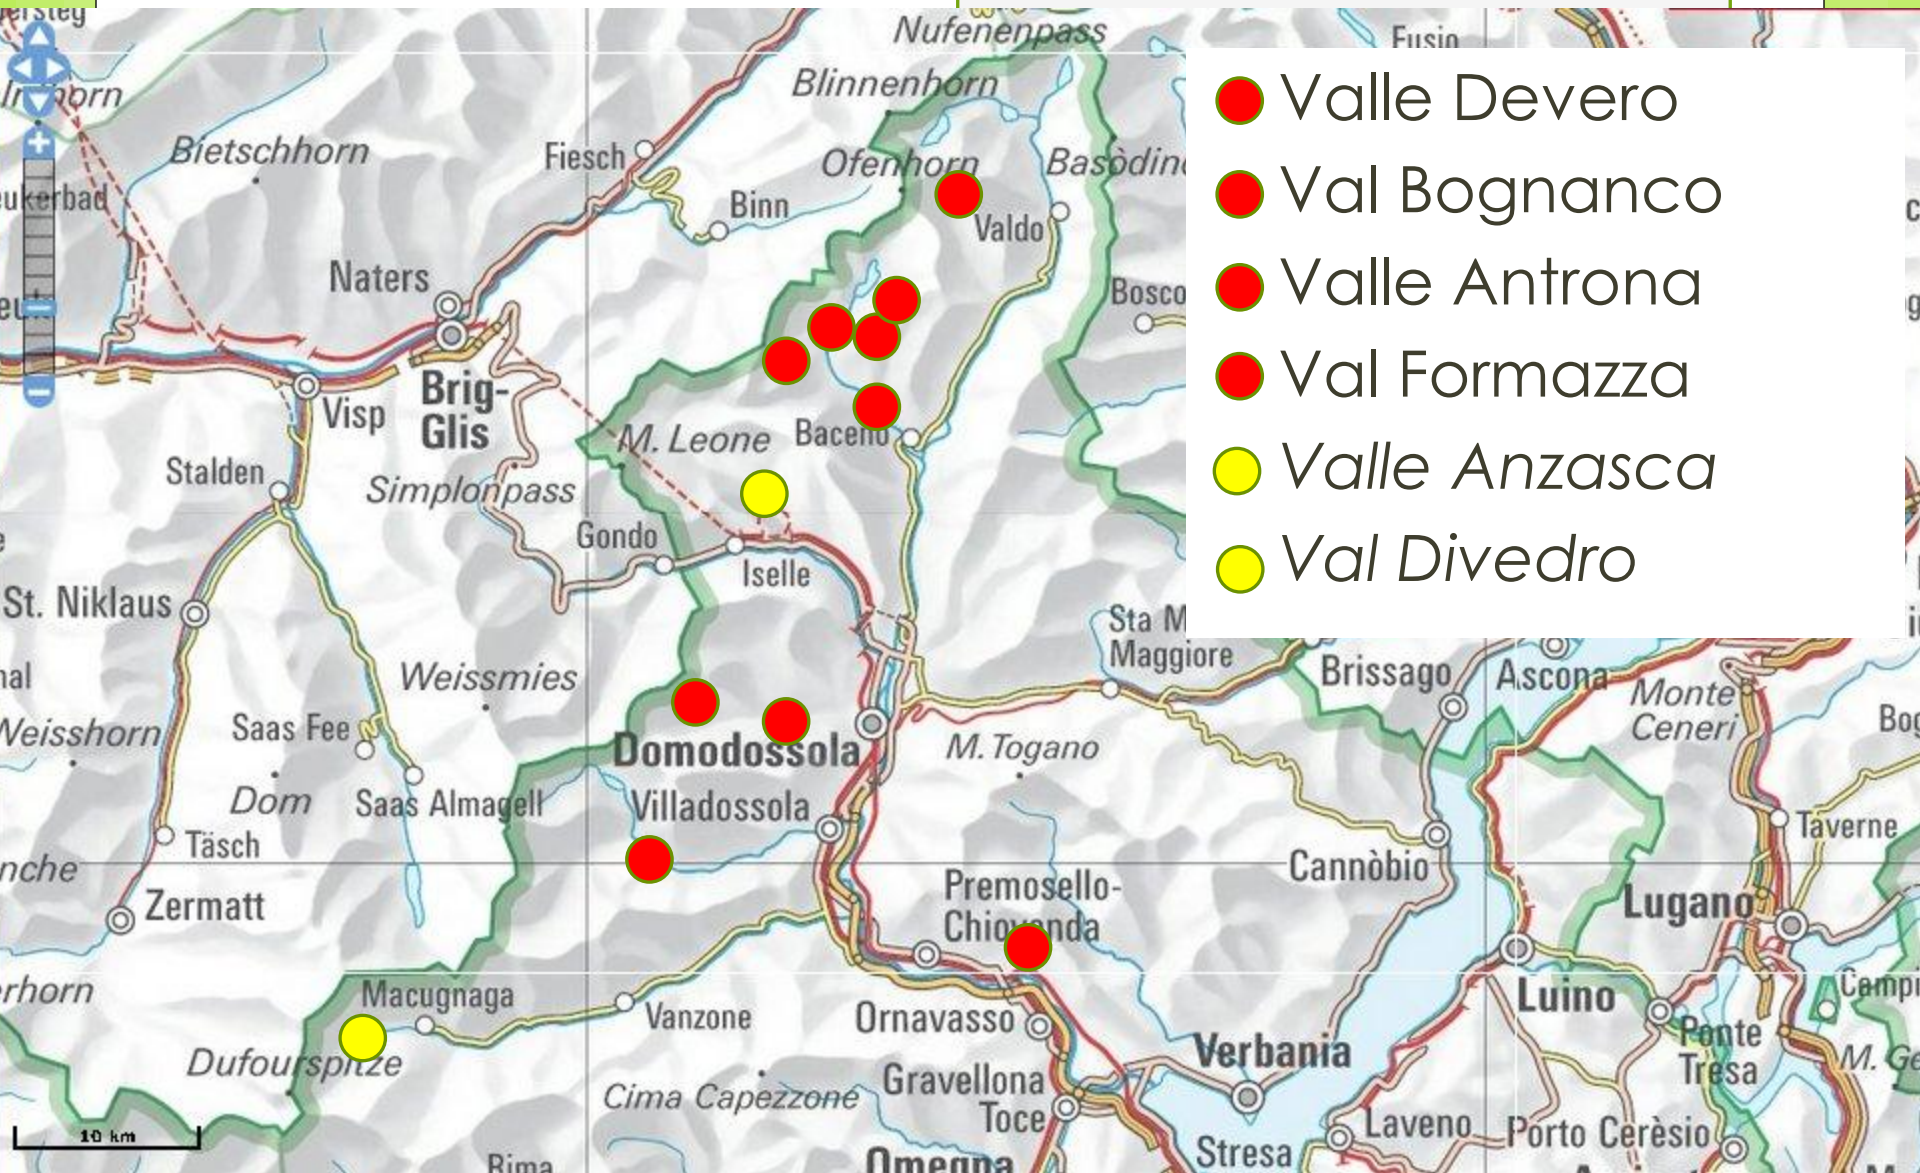 Nufenenpass
Fusio
Blinnenhorn
Bietschhorn
Fiesch
Ofenhorn
Basòdino
Binn
Valdo
Naters
Bosco
Brig-
Glis
Visp
M. Leone
Baceno
Stalden
Simplonpass
Gondo
Iselle
St. Niklaus
Sta M
Maggiore
Brissago
Ascona
Monte
Ceneri
Weissmies
Weisshorn
Saas Fee
Domodossola
M. Togano
Dom
Saas Almagell
Villadossola
Täsch
Taverne
Cannòbio
Zermatt
Premosello-
Chiovenda
Lugano
Macugnaga
Vanzone
Ornavasso
Luino
Ponte
Tresa
Dufourspitze
Verbania
Cima Capezzone
Gravellona
Toce
Laveno
Porto Cerèsio
Stresa
10 km
Rima
Omegna
Valle Devero
Val Bognanco
Valle Antrona
Val Formazza
Valle Anzasca
Val Divedro